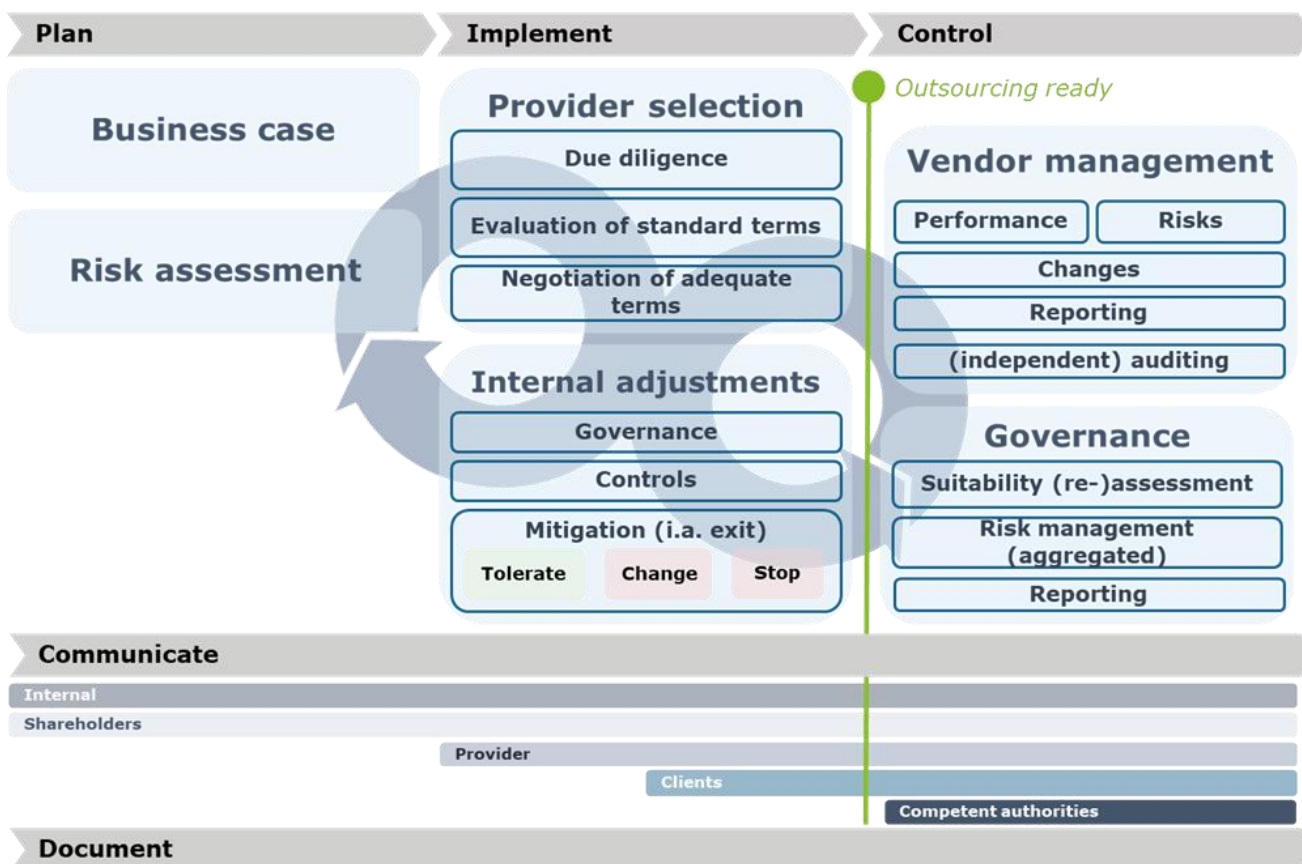 Plan
Implement
Control
Business case
Risk assessment
Provider selection
Due diligence
Evaluation of standard terms
Negotiation of adequate
terms
Internal adjustments
Governance
Controls
Mitigation (i.a. exit)
Tolerate
Change
Stop
Outsourcing ready
Vendor management
Performance
Risks
Changes
Reporting
(independent) auditing
Governance
Suitability (re-)assessment
Risk management
(aggregated)
Reporting
Communicate
Internal
Shareholders
Provider
Clients
Competent authorities
Document